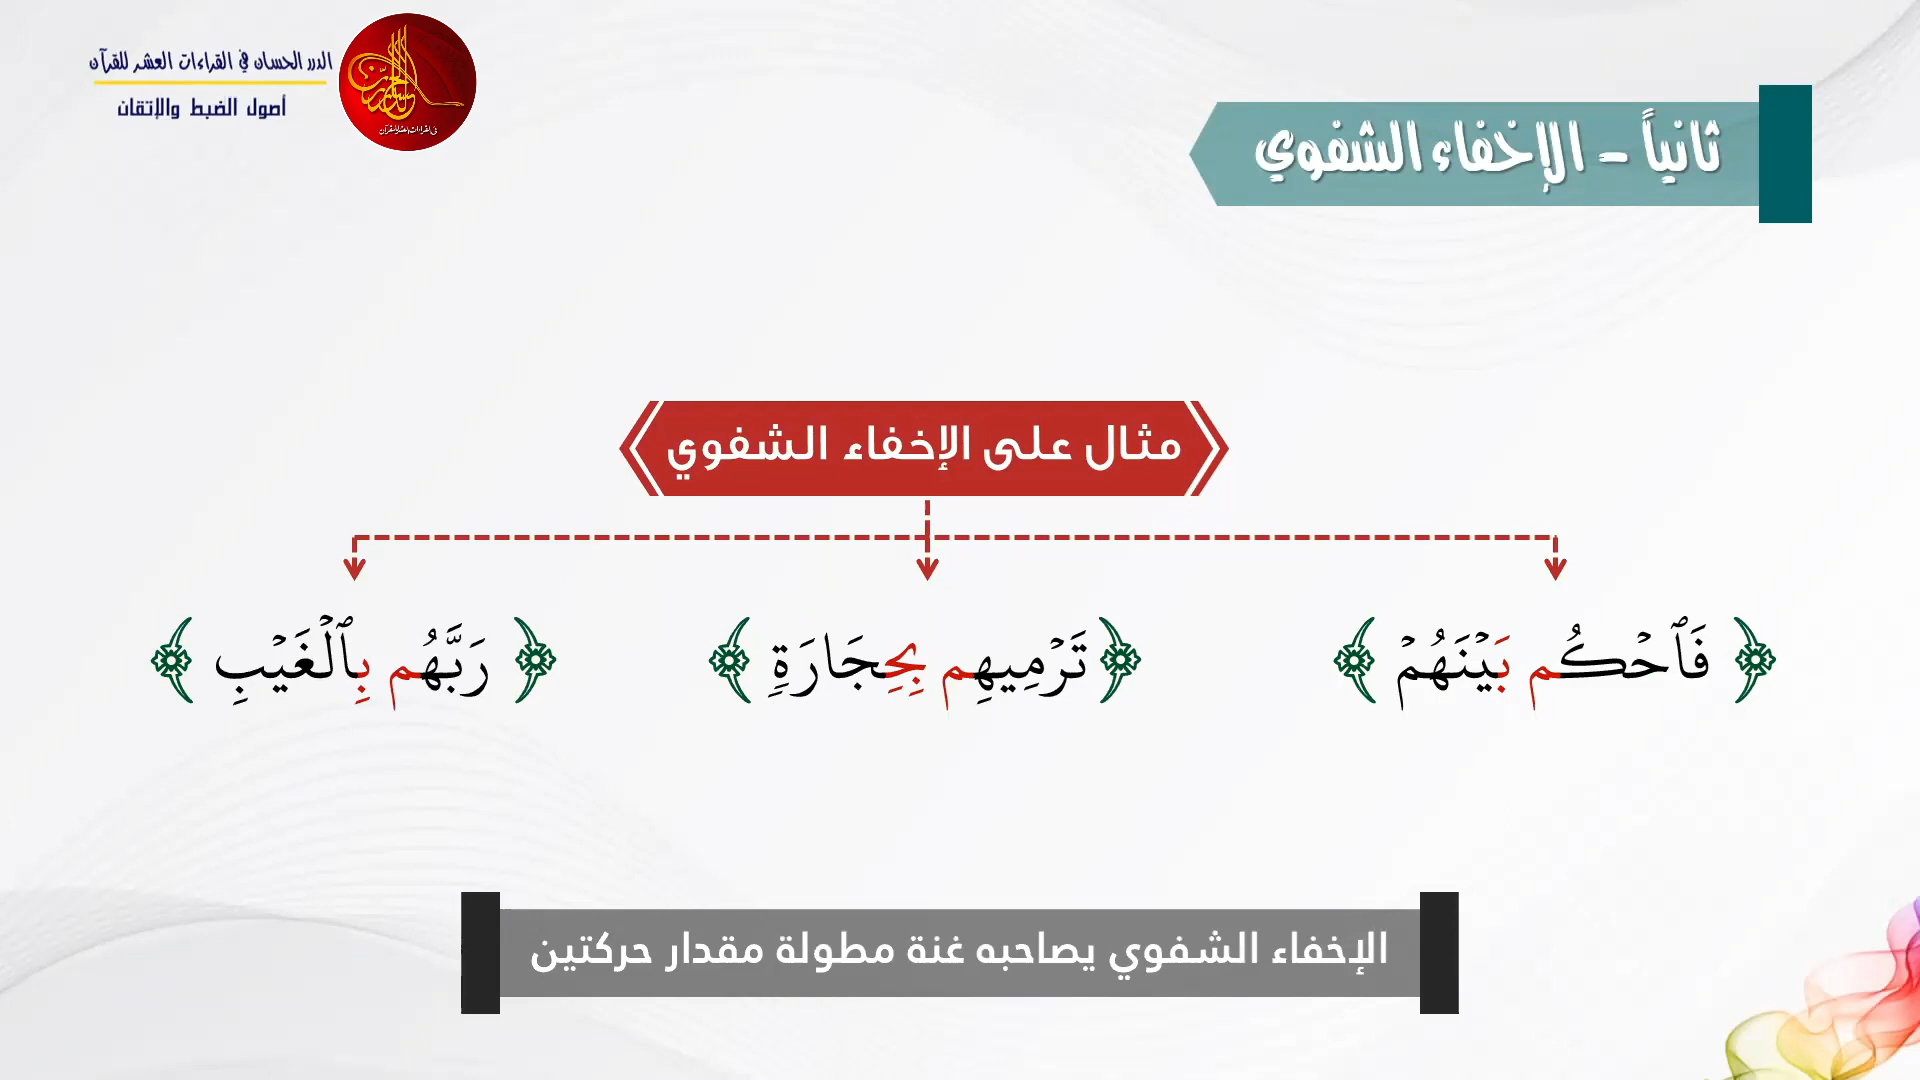 الدرر الحسان في القراءات العشر للقرآن
أصول الضبط والإتقان
ثانياً - الإخفاء الشفوي
مثال على الإخفاء الشفوي
﴿ فَٱحۡكُم بَيۡنَهُمۡ ﴾
﴿ تَرۡمِيهِم بِحِجَارَةٖ ﴾
﴿ رَبَّهُم بِٱلۡغَيۡبِ ﴾
الإخفاء الشفوي يصاحبه غنة مطولة مقدار حركتين